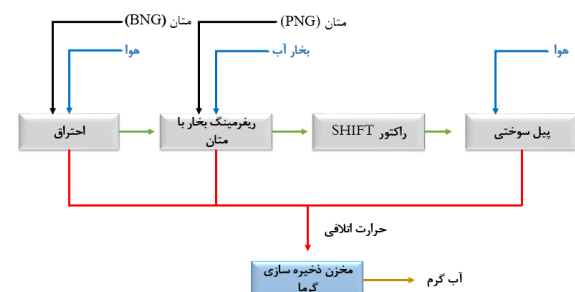 متان (BNG)
متان (PNG)
هوا
بخار آب
هوا
احتراق
ریفرمینگ بخار با
متان
راکتور SHIFT
پیل سوختی
حرارت اتلافی
مخزن ذخیره سازی
گرما
آب گرم